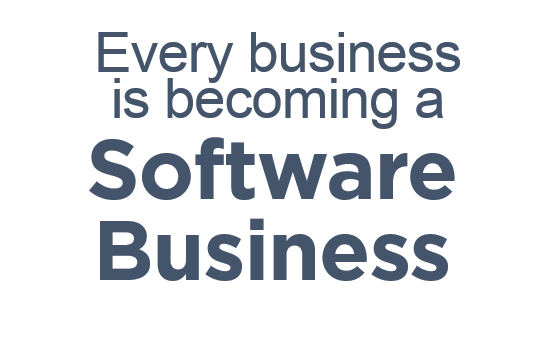 Every business
is becoming a
Software
Business